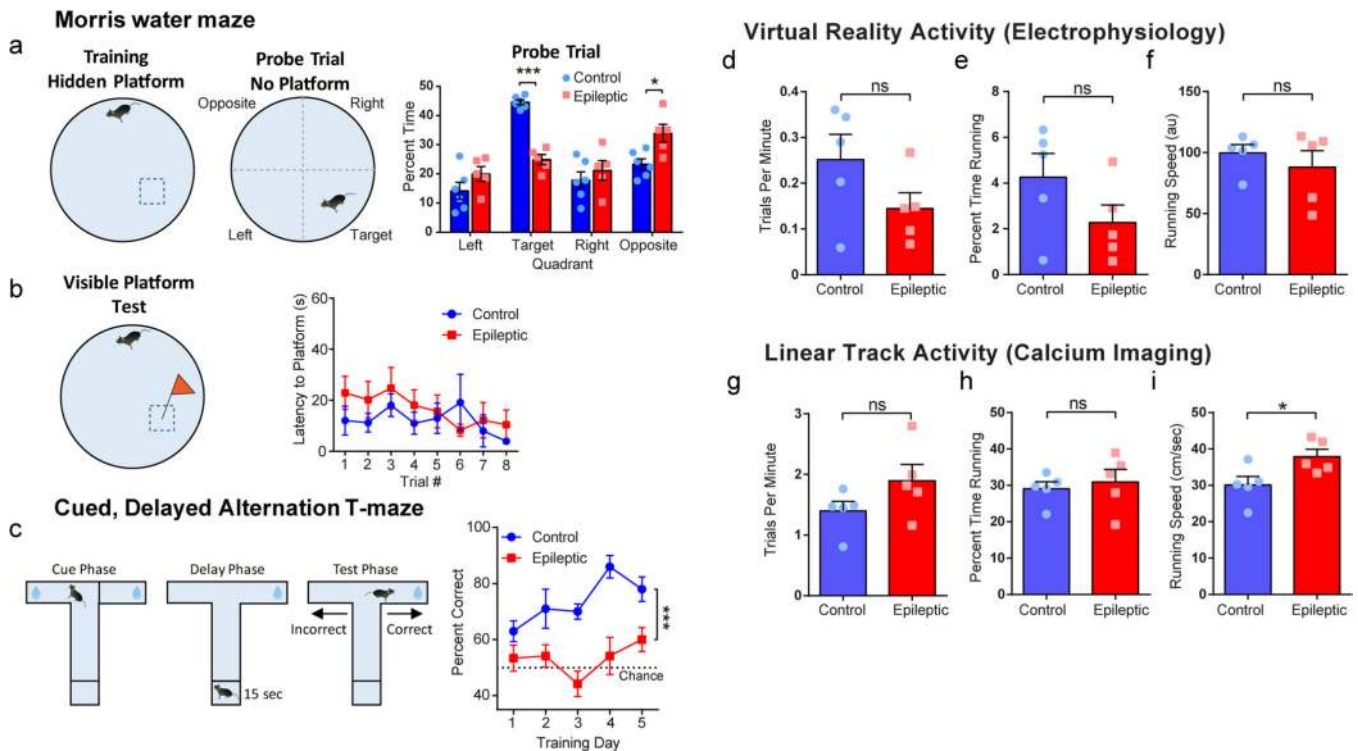 Morris water maze
a
Training
Hidden Platform
Probe Trial
No Platform
Opposite
Right
Left
Target
Probe Trial
***
*
Control
Epileptic
Percent Time
50
40
30
20
10
0
Left Target Right Opposite
Quadrant
b
Visible Platform
Test
Latency to Platform (s)
60
40
20
0
Control
Epileptic
1 2 3 4 5 6 7 8
Trial #
Cued, Delayed Alternation T-maze
c
Cue Phase
Delay Phase
15 sec
Test Phase
Incorrect
Correct
Percent Correct
100
80
60
40
Control
Epileptic
***
Chance
1 2 3 4 5
Training Day
Virtual Reality Activity (Electrophysiology)
d
ns
Trials Per Minute
0.4
0.3
0.2
0.1
0
Control Epileptic
e
ns
Percent Time Running
8
6
4
2
0
Control Epileptic
f
ns
Running Speed (au)
150
100
50
0
Control Epileptic
Linear Track Activity (Calcium Imaging)
g
ns
Trials Per Minute
3
2
1
0
Control Epileptic
h
ns
Percent Time Running
50
40
30
20
10
0
Control Epileptic
i
*
Running Speed (cm/sec)
50
40
30
20
10
0
Control Epileptic